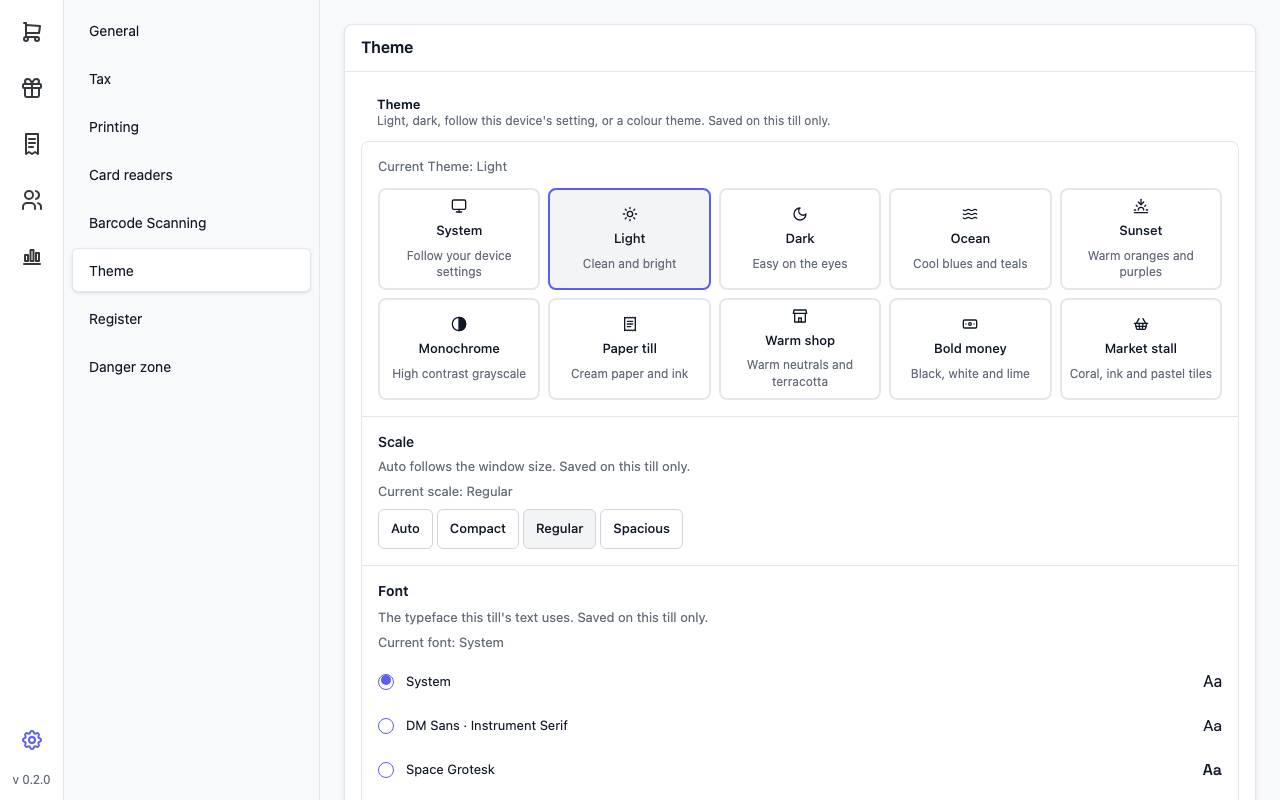 General
Tax
Printing
Card readers
Barcode Scanning
Theme
Register
Danger zone
v 0.2.0
Theme
Theme
Light, dark, follow this device's setting, or a colour theme. Saved on this till only.
Current Theme: Light
System
Follow your device
settings
Light
Clean and bright
Dark
Easy on the eyes
Ocean
Cool blues and teals
Sunset
Warm oranges and
purples
Monochrome
High contrast grayscale
Paper till
Cream paper and ink
Warm shop
Warm neutrals and
terracotta
Bold money
Black, white and lime
Market stall
Coral, ink and pastel tiles
Scale
Auto follows the window size. Saved on this till only.
Current scale: Regular
Auto
Compact
Regular
Spacious
Font
The typeface this till's text uses. Saved on this till only.
Current font: System
System
Aa
DM Sans · Instrument Serif
Aa
Space Grotesk
Aa